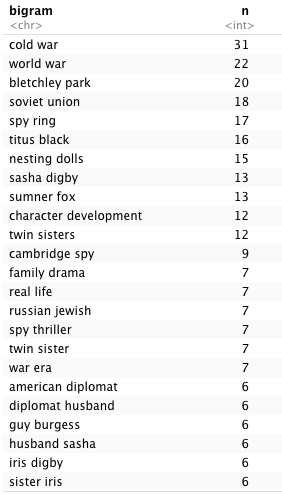 bigram n
<chr> <int>
cold war 31
world war 22
bletchley park 20
soviet union 18
spy ring 17
titus black 16
nesting dolls 15
sasha digby 13
sumner fox 13
character development 12
twin sisters 12
cambridge spy 9
family drama 7
real life 7
russian jewish 7
spy thriller 7
twin sister 7
war era 7
american diplomat 6
diplomat husband 6
guy burgess 6
husband sasha 6
iris digby 6
sister iris 6